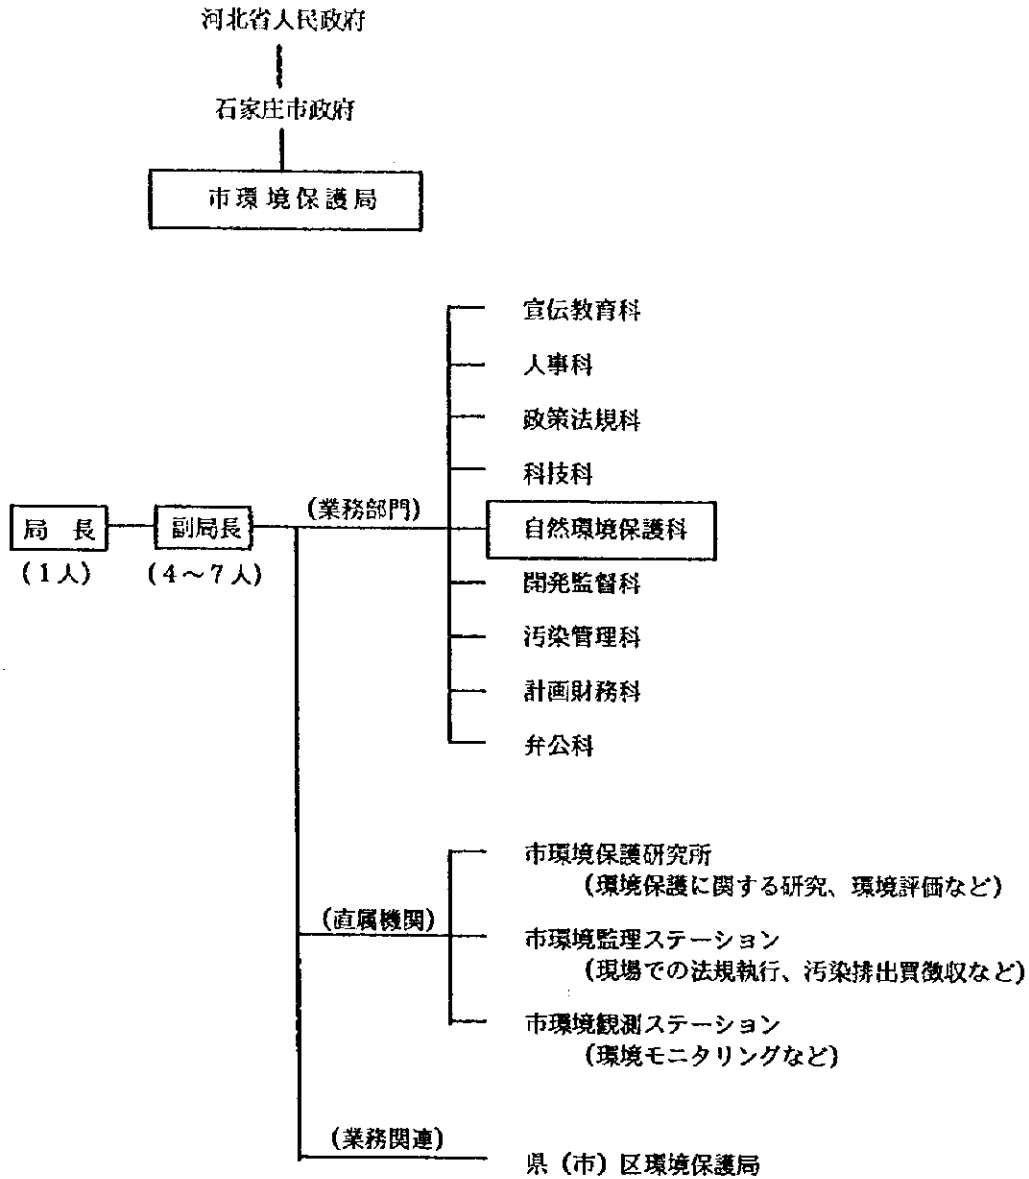 河北省人民政府
石家庄市政府
市環境保護局
宣伝教育科
人事科
政策法規科
科技科
(業務部門)
局　長
副局長
自然環境保護科
(1人)
(4～7人)
開発監督科
汚染管理科
計画財務科
弁公科
市環境保護研究所
(環境保護に関する研究、環境評価など)
(直属機関)
市環境監理ステーション
(現場での法規執行、汚染排出買徴収など)
市環境観測ステーション
(環境モニタリングなど)
(業務関連)
県（市）区環境保護局